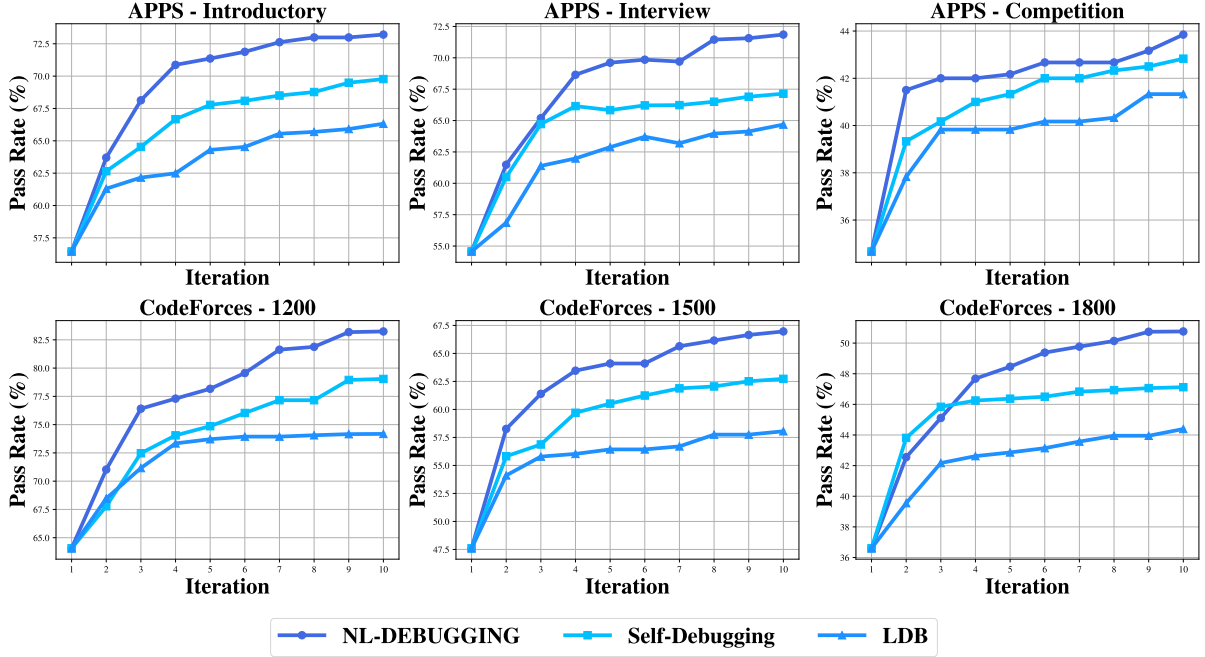 APPS - Introductory
APPS - Interview
APPS - Competition
Pass Rate (%)
72.5
70.0
67.5
65.0
62.5
60.0
57.5
Iteration
Pass Rate (%)
72.5
70.0
67.5
65.0
62.5
60.0
57.5
55.0
Iteration
Pass Rate (%)
44
42
40
38
36
Iteration
CodeForces - 1200
CodeForces - 1500
CodeForces - 1800
Pass Rate (%)
82.5
80.0
77.5
75.0
72.5
70.0
67.5
65.0
1 2 3 4 5 6 7 8 9 10
Iteration
Pass Rate (%)
67.5
65.0
62.5
60.0
57.5
55.0
52.5
50.0
47.5
1 2 3 4 5 6 7 8 9 10
Iteration
Pass Rate (%)
50
48
46
44
42
40
38
36
1 2 3 4 5 6 7 8 9 10
Iteration
NL-DEBUGGING Self-Debugging LDB